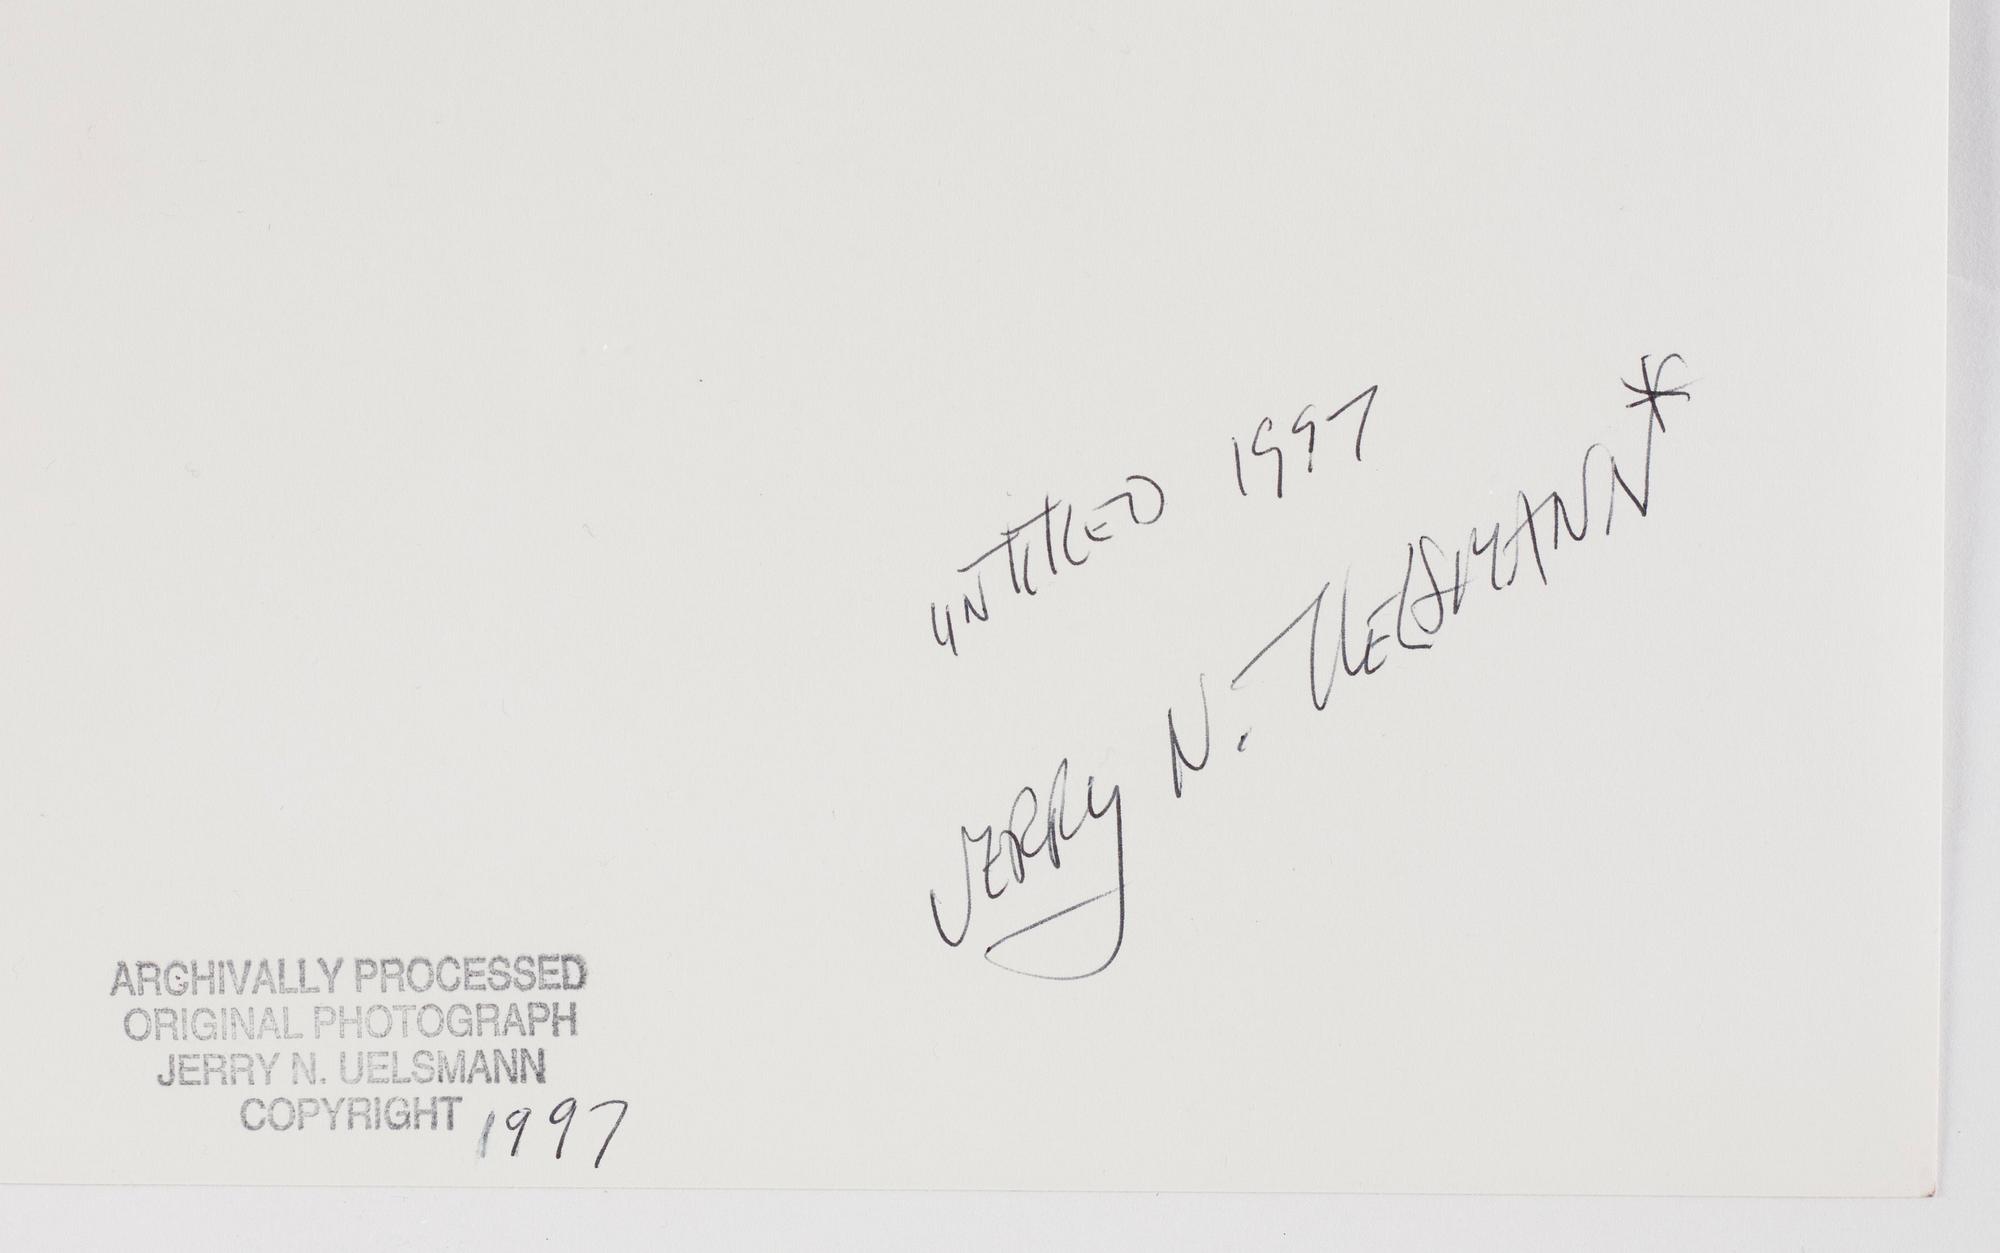 UNTITLED 1997
JERRY N. UELSMANN*
ARCHIVALLY PROCESSED
ORIGINAL PHOTOGRAPH
JERRY N. UELSMANN
COPYRIGHT 1997